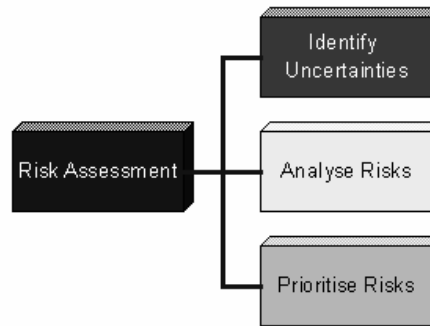 Identify
Uncertainties
Risk Assessment
Analyse Risks
Prioritise Risks